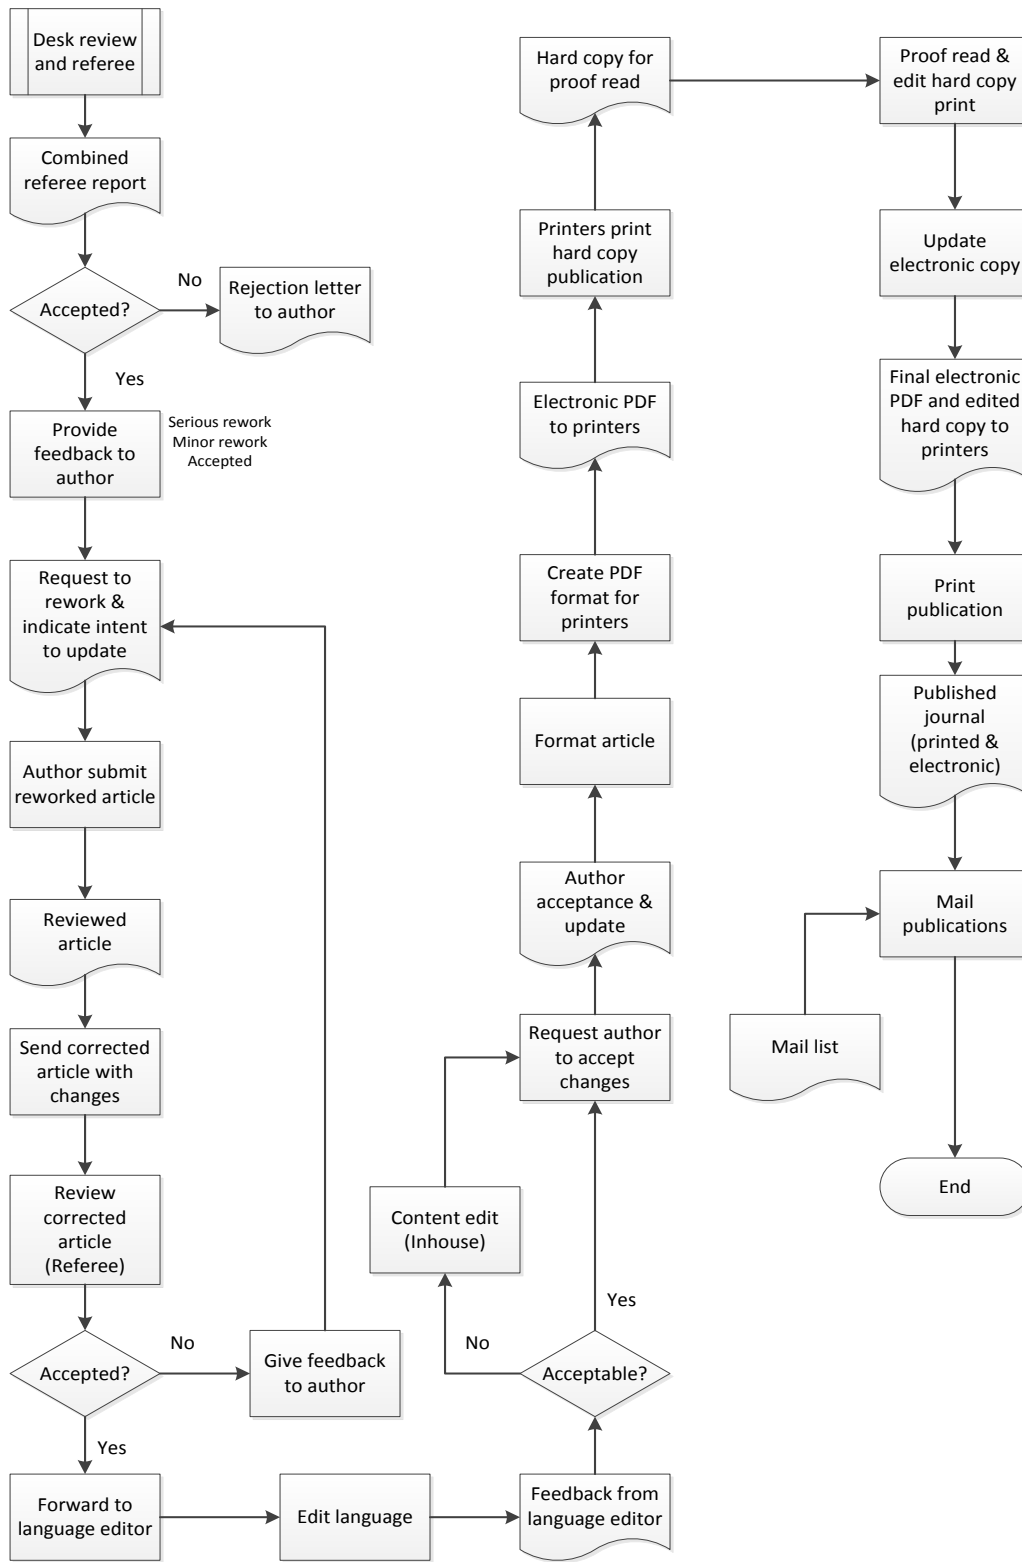 Desk review
and referee
Combined
referee report
Accepted?
No
Rejection letter
to author
Yes
Provide
feedback to
author
Serious rework
Minor rework
Accepted
Request to
rework &
indicate intent
to update
Author submit
reworked article
Reviewed
article
Send corrected
article with
changes
Review
corrected
article
(Referee)
Accepted?
No
Give feedback
to author
Yes
Forward to
language editor
Edit language
Feedback from
language editor
Acceptable?
No
Content edit
(Inhouse)
Yes
Request author
to accept
changes
Author
acceptance &
update
Format article
Create PDF
format for
printers
Electronic PDF
to printers
Printers print
hard copy
publication
Hard copy for
proof read
Proof read &
edit hard copy
print
Update
electronic copy
Final electronic
PDF and edited
hard copy to
printers
Print
publication
Published
journal
(printed &
electronic)
Mail
publications
Mail list
End